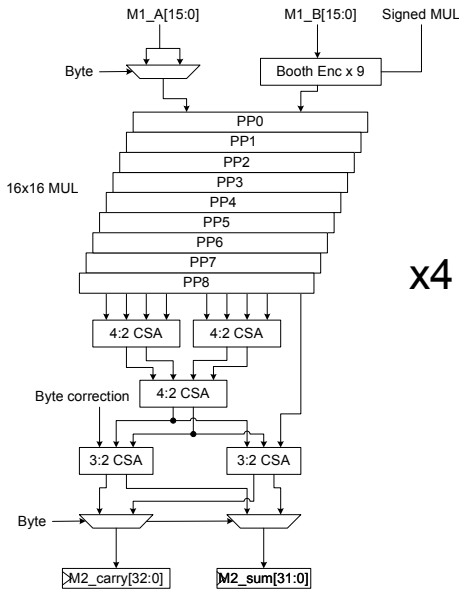 M1_A[15:0] M1_B[15:0] Signed MUL
Byte Booth Enc x 9
PP0
PP1
PP2
16x16 MUL PP3
PP4
PP5
PP6
PP7
PP8
x4
4:2 CSA 4:2 CSA
4:2 CSA
Byte correction
3:2 CSA 3:2 CSA
Byte
M2_carry[32:0] M2_sum[31:0]